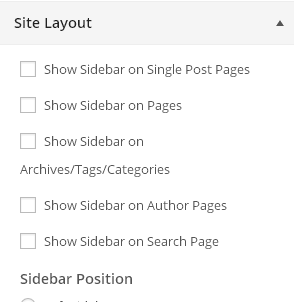 Site Layout
Show Sidebar on Single Post Pages
Show Sidebar on Pages
Show Sidebar on
Archives/Tags/Categories
Show Sidebar on Author Pages
Show Sidebar on Search Page
Sidebar Position